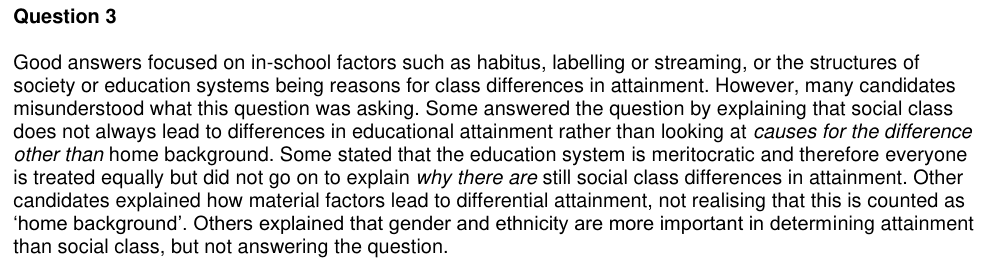 Question 3
Good answers focused on in-school factors such as habitus, labelling or streaming, or the structures of
society or education systems being reasons for class differences in attainment. However, many candidates
misunderstood what this question was asking. Some answered the question by explaining that social class
does not always lead to differences in educational attainment rather than looking at causes for the difference
other than home background. Some stated that the education system is meritocratic and therefore everyone
is treated equally but did not go on to explain why there are still social class differences in attainment. Other
candidates explained how material factors lead to differential attainment, not realising that this is counted as
‘home background’. Others explained that gender and ethnicity are more important in determining attainment
than social class, but not answering the question.